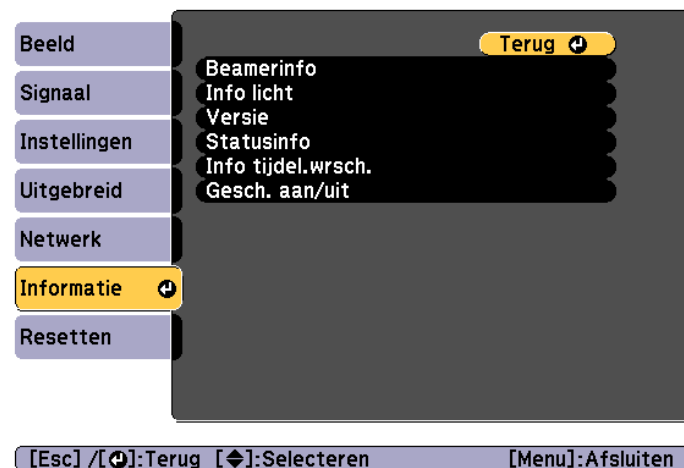 Beeld
Signaal
Instellingen
Uitgebreid
Netwerk
Informatie
Resetten
Terug
Beamerinfo
Info licht
Versie
Statusinfo
Info tijdel.wrsch.
Gesch. aan/uit
[Esc] /[⏎]:Terug [◆]:Selecteren [Menu]:Afsluiten